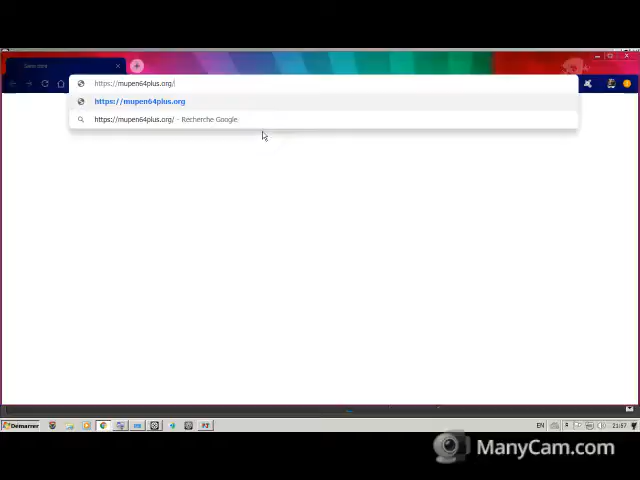 https://mupen64plus.org/
https://mupen64plus.org
https://mupen64plus.org/ - Recherche Google
Démarrer
EN
21:57
ManyCam.com